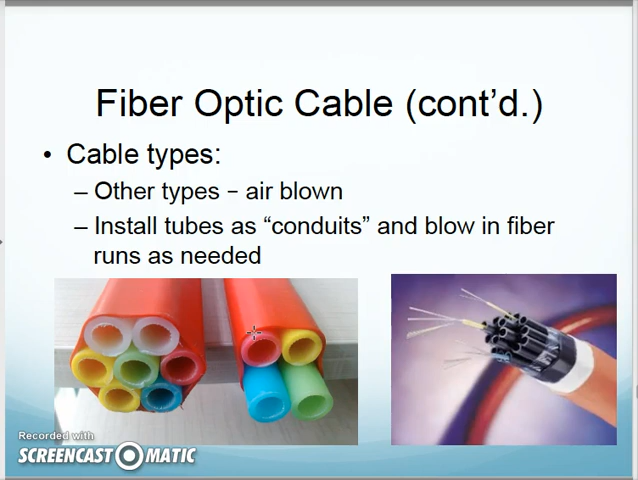 Fiber Optic Cable (cont’d.)
• Cable types:
– Other types – air blown
– Install tubes as “conduits” and blow in fiber
runs as needed
Recorded with
SCREENCAST MATIC